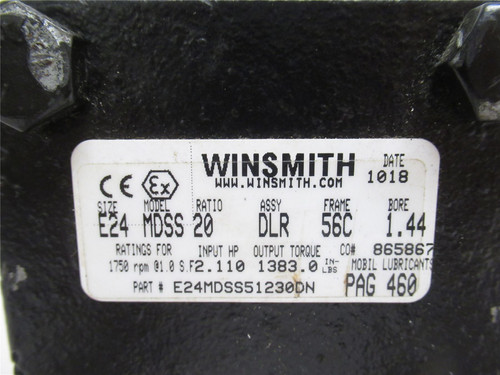 CE Ex WINSMITH DATE
WWW.WINSMITH.COM 1018
SIZE MODEL RATIO ASSY FRAME BORE
E24 MDSS 20 DLR 56C 1.44
RATINGS FOR INPUT HP OUTPUT TORQUE CO# 865867
1750 rpm @1.0 S.F 2.110 1383.0 IN-LBS MOBIL LUBRICANTS
PART # E24MDSS51230DN PAG 460